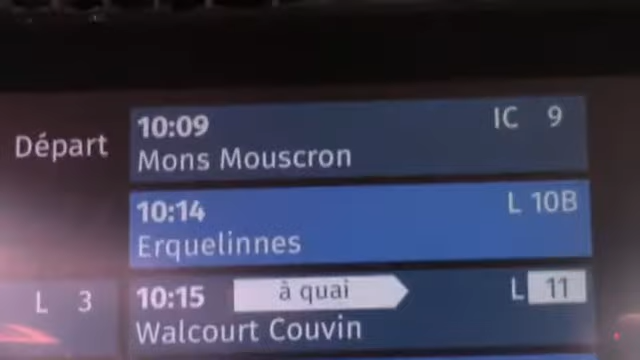 Départ
10:09 IC 9
Mons Mouscron
10:14 L 10B
Erquelinnes
L 3
10:15 à quai L 11
Walcourt Couvin